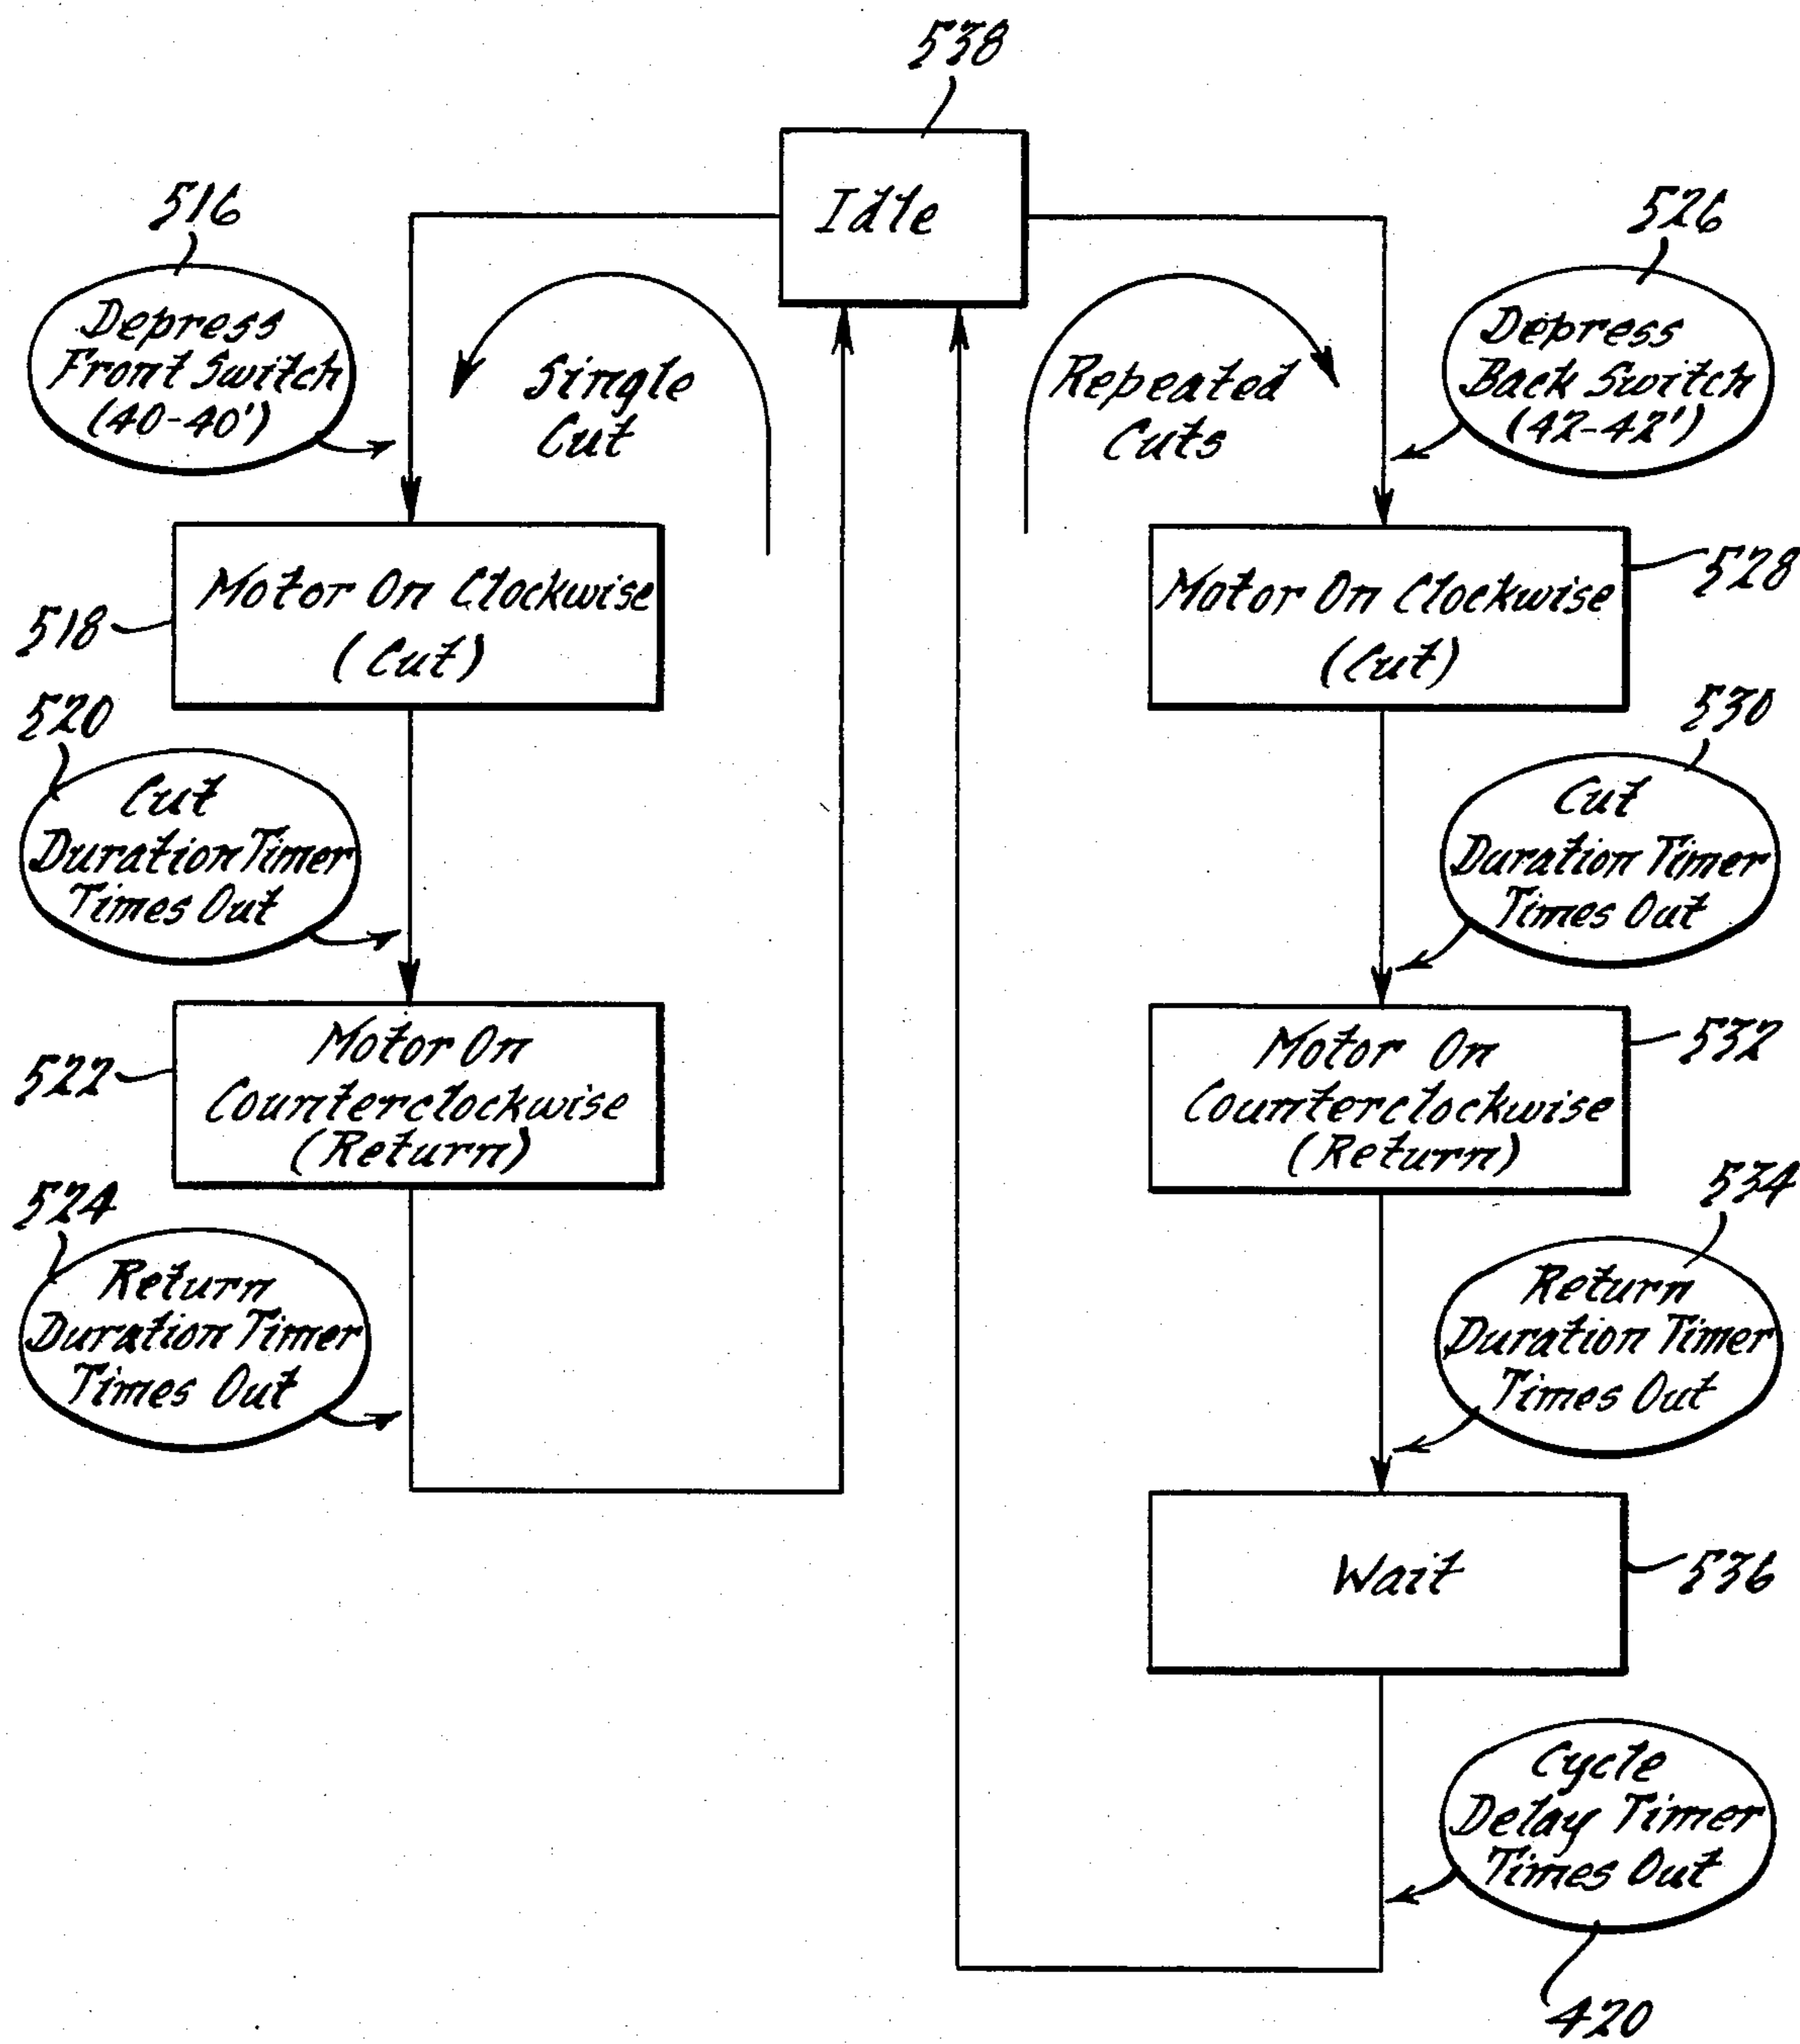 538
Idle
516
Depress
Front Switch
(40-40')
Single
Cut
Repeated
Cuts
526
Depress
Back Switch
(42-42')
518
Motor On Clockwise
(Cut)
528
Motor On Clockwise
(Cut)
520
Cut
Duration Timer
Times Out
530
Cut
Duration Timer
Times Out
522
Motor On
Counterclockwise
(Return)
532
Motor On
Counterclockwise
(Return)
524
Return
Duration Timer
Times Out
534
Return
Duration Timer
Times Out
Wait
536
Cycle
Delay Timer
Times Out
420